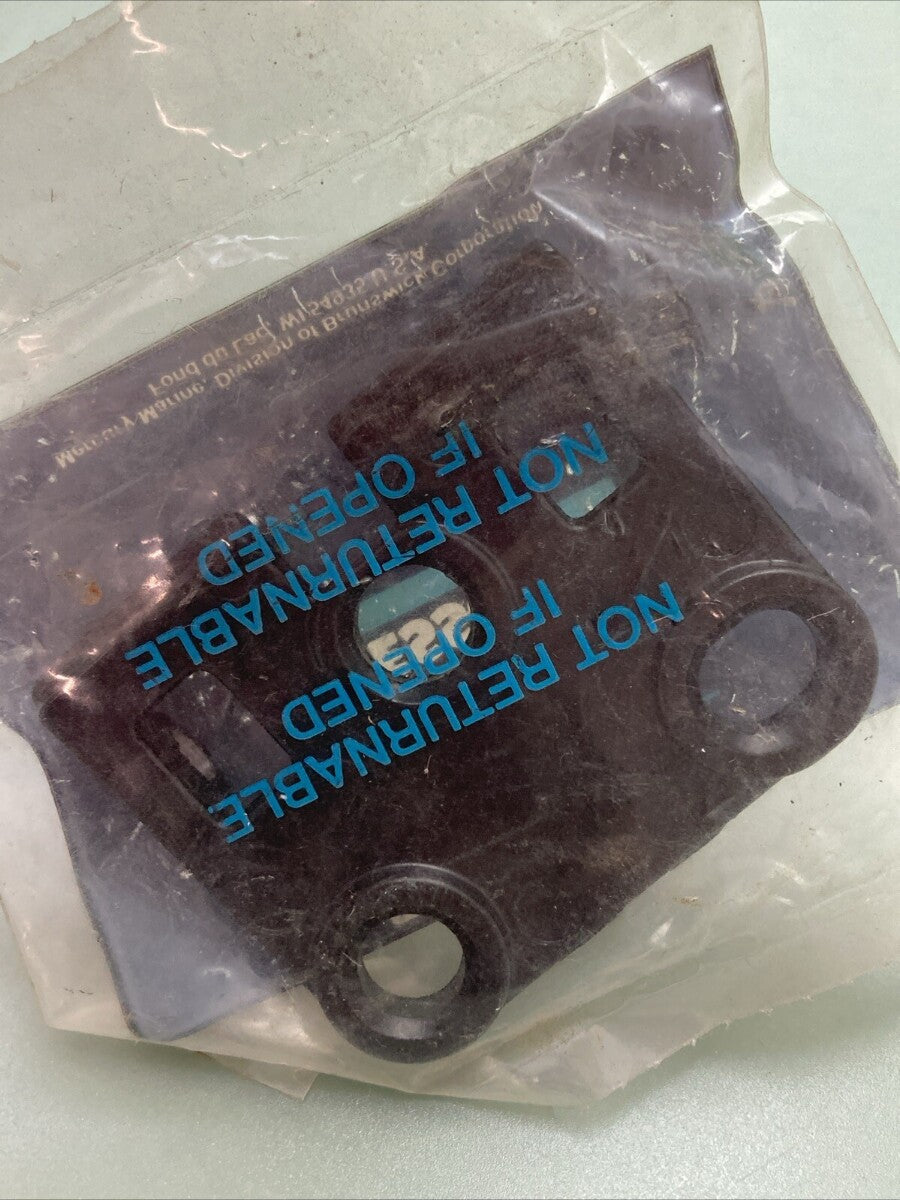 Mercury Marine, Division of Brunswick Corporation
Fond du Lac, WI 54935 U.S.A
NOT RETURNABLE
IF OPENED
NOT RETURNABLE
IF OPENED